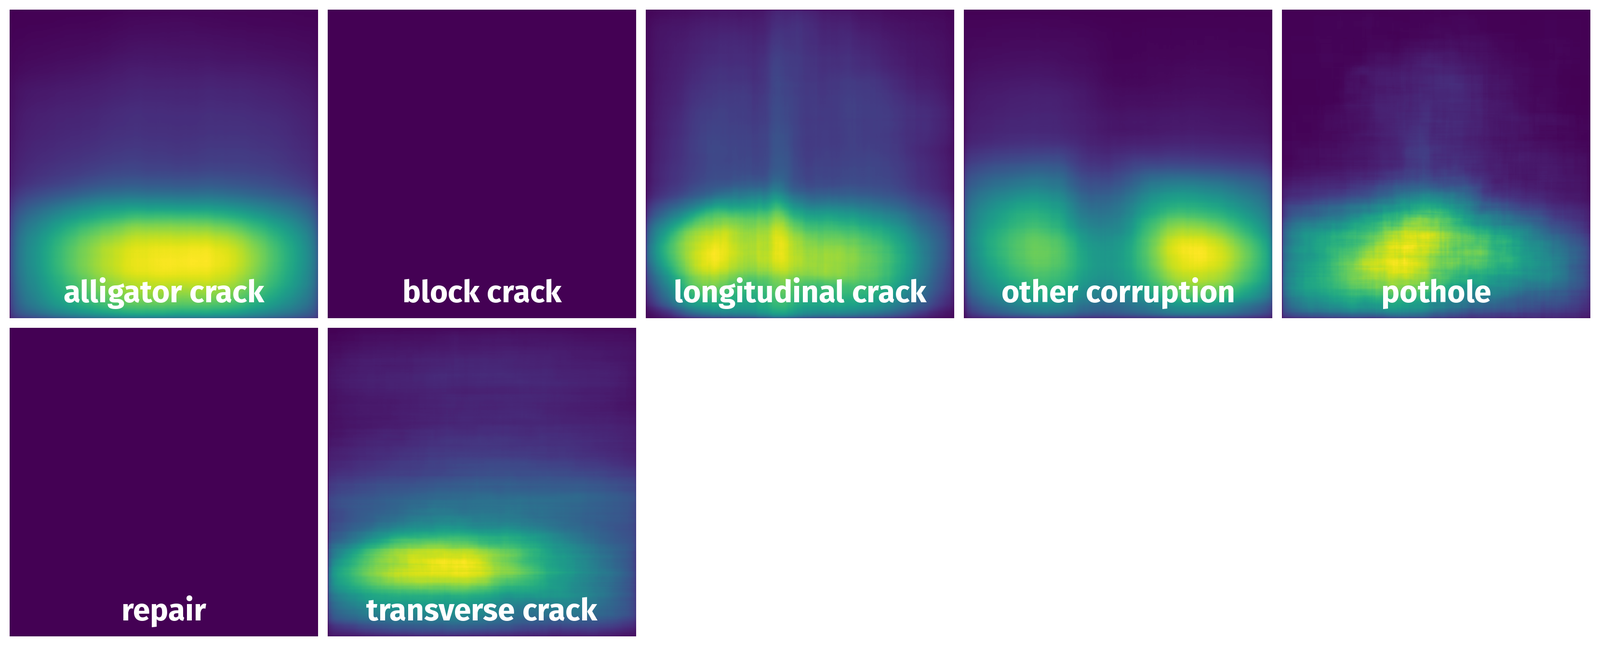 alligator crack
block crack
longitudinal crack
other corruption
pothole
repair
transverse crack